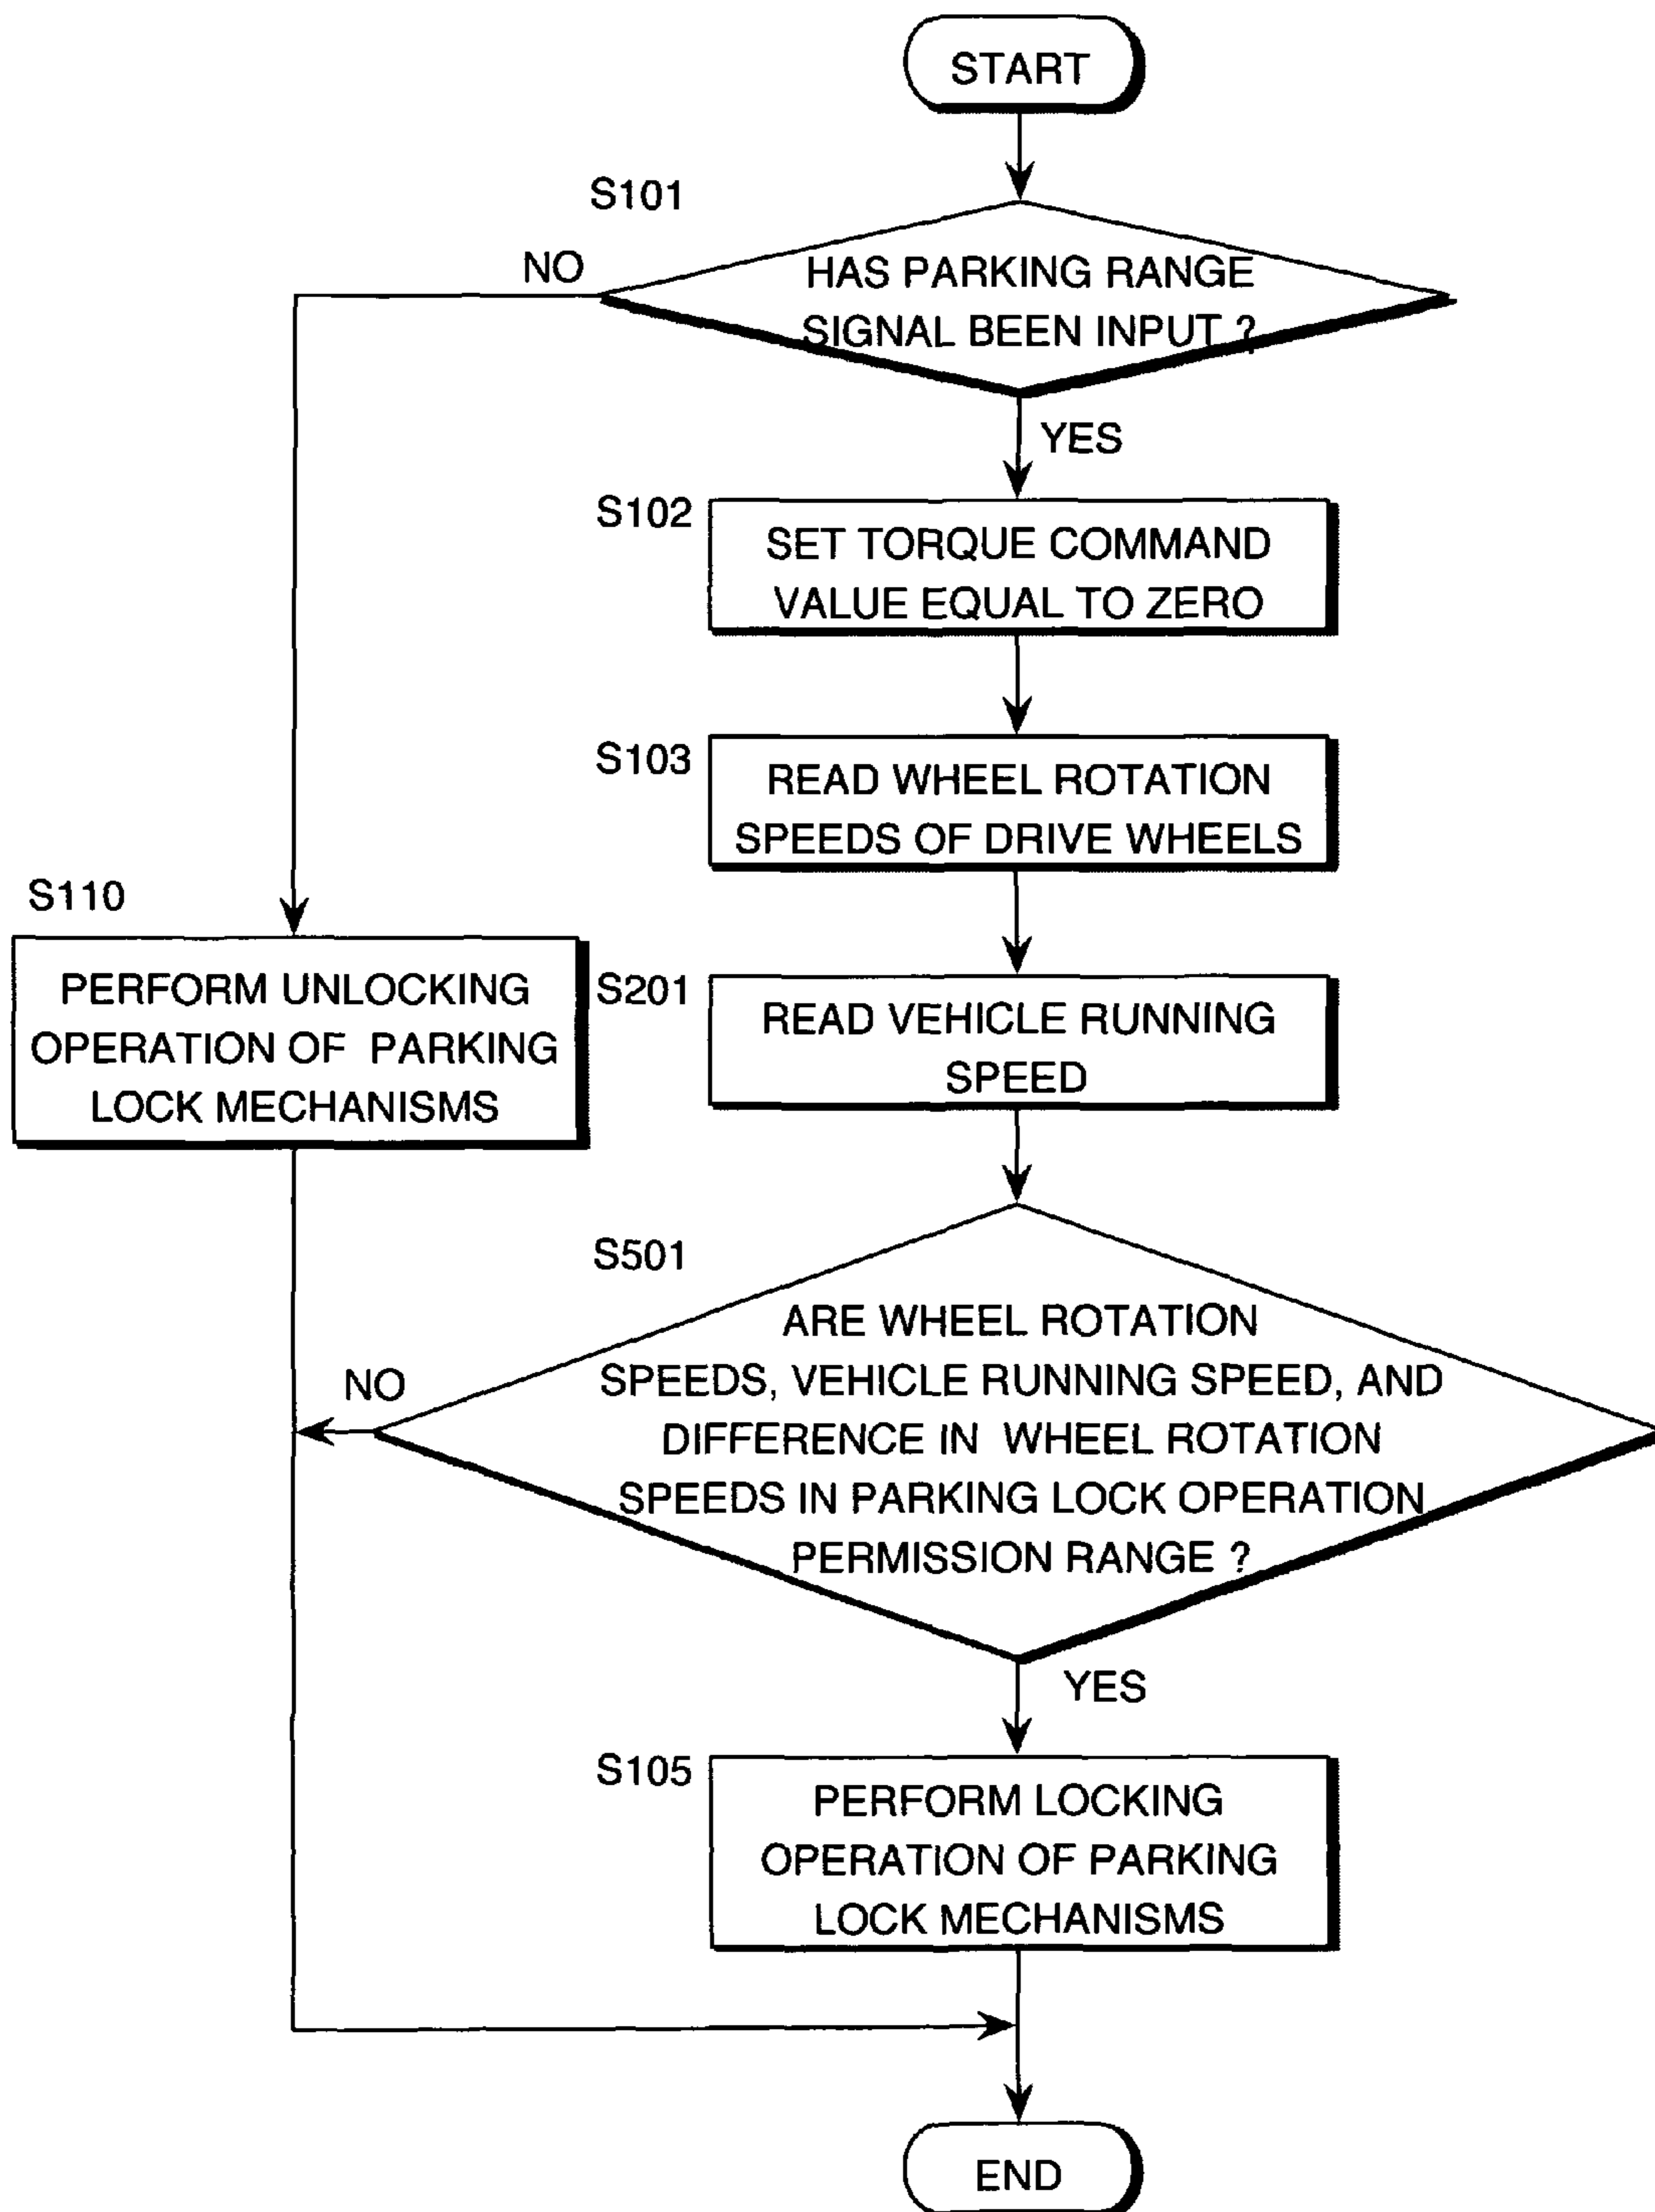 START
S101
NO
HAS PARKING RANGE
SIGNAL BEEN INPUT ?
YES
S102
SET TORQUE COMMAND
VALUE EQUAL TO ZERO
S103
READ WHEEL ROTATION
SPEEDS OF DRIVE WHEELS
S110
PERFORM UNLOCKING
OPERATION OF PARKING
LOCK MECHANISMS
S201
READ VEHICLE RUNNING
SPEED
S501
NO
ARE WHEEL ROTATION
SPEEDS, VEHICLE RUNNING SPEED, AND
DIFFERENCE IN WHEEL ROTATION
SPEEDS IN PARKING LOCK OPERATION
PERMISSION RANGE ?
YES
S105
PERFORM LOCKING
OPERATION OF PARKING
LOCK MECHANISMS
END